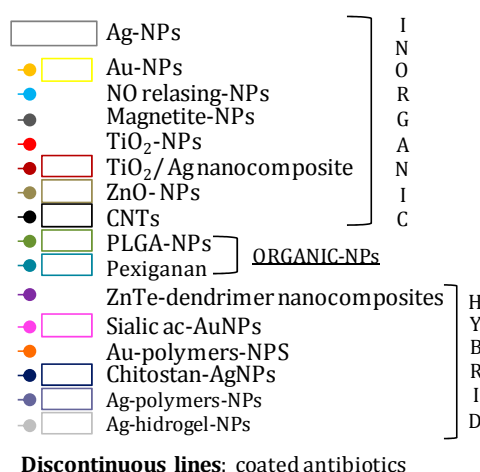 Ag-NPs
Au-NPs
NO relasing-NPs
Magnetite-NPs
TiO₂-NPs
TiO₂/ Ag nanocomposite
ZnO- NPs
CNTs
INORGANIC
PLGA-NPs
Pexiganan
ORGANIC-NPs
ZnTe-dendrimer nanocomposites
Sialic ac-AuNPs
Au-polymers-NPS
Chitostan-AgNPs
Ag-polymers-NPs
Ag-hidrogel-NPs
HYBRID
Discontinuous lines: coated antibiotics